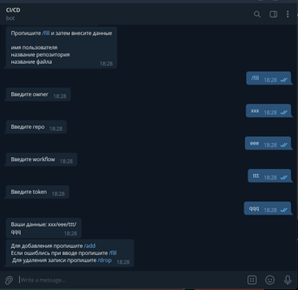 CI/CD
bot
Пропишите /fill и затем внесите данные
имя пользователя
название репозитория
название файла
18:28
/fill 18:28
Введите owner 18:28
xxx 18:28
Введите repo 18:28
eee 18:28
Введите workflow 18:28
ttt 18:28
Введите token 18:28
qqq 18:28
Ваши данные: xxx/eee/ttt/
qqq 18:28
Для добавления пропишите /add
Если ошиблись при вводе пропишите /fill
Для удаления записи пропишите /drop 18:28
Write a message...